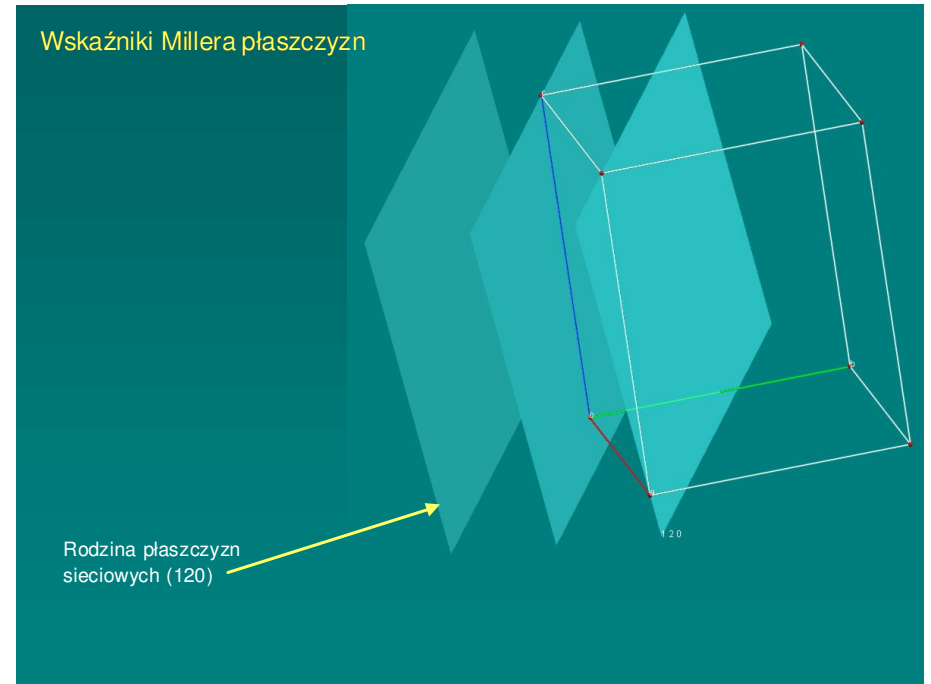 Wskaźniki Millera płaszczyzn
Rodzina płaszczyzn
sieciowych (120)
1 2 0